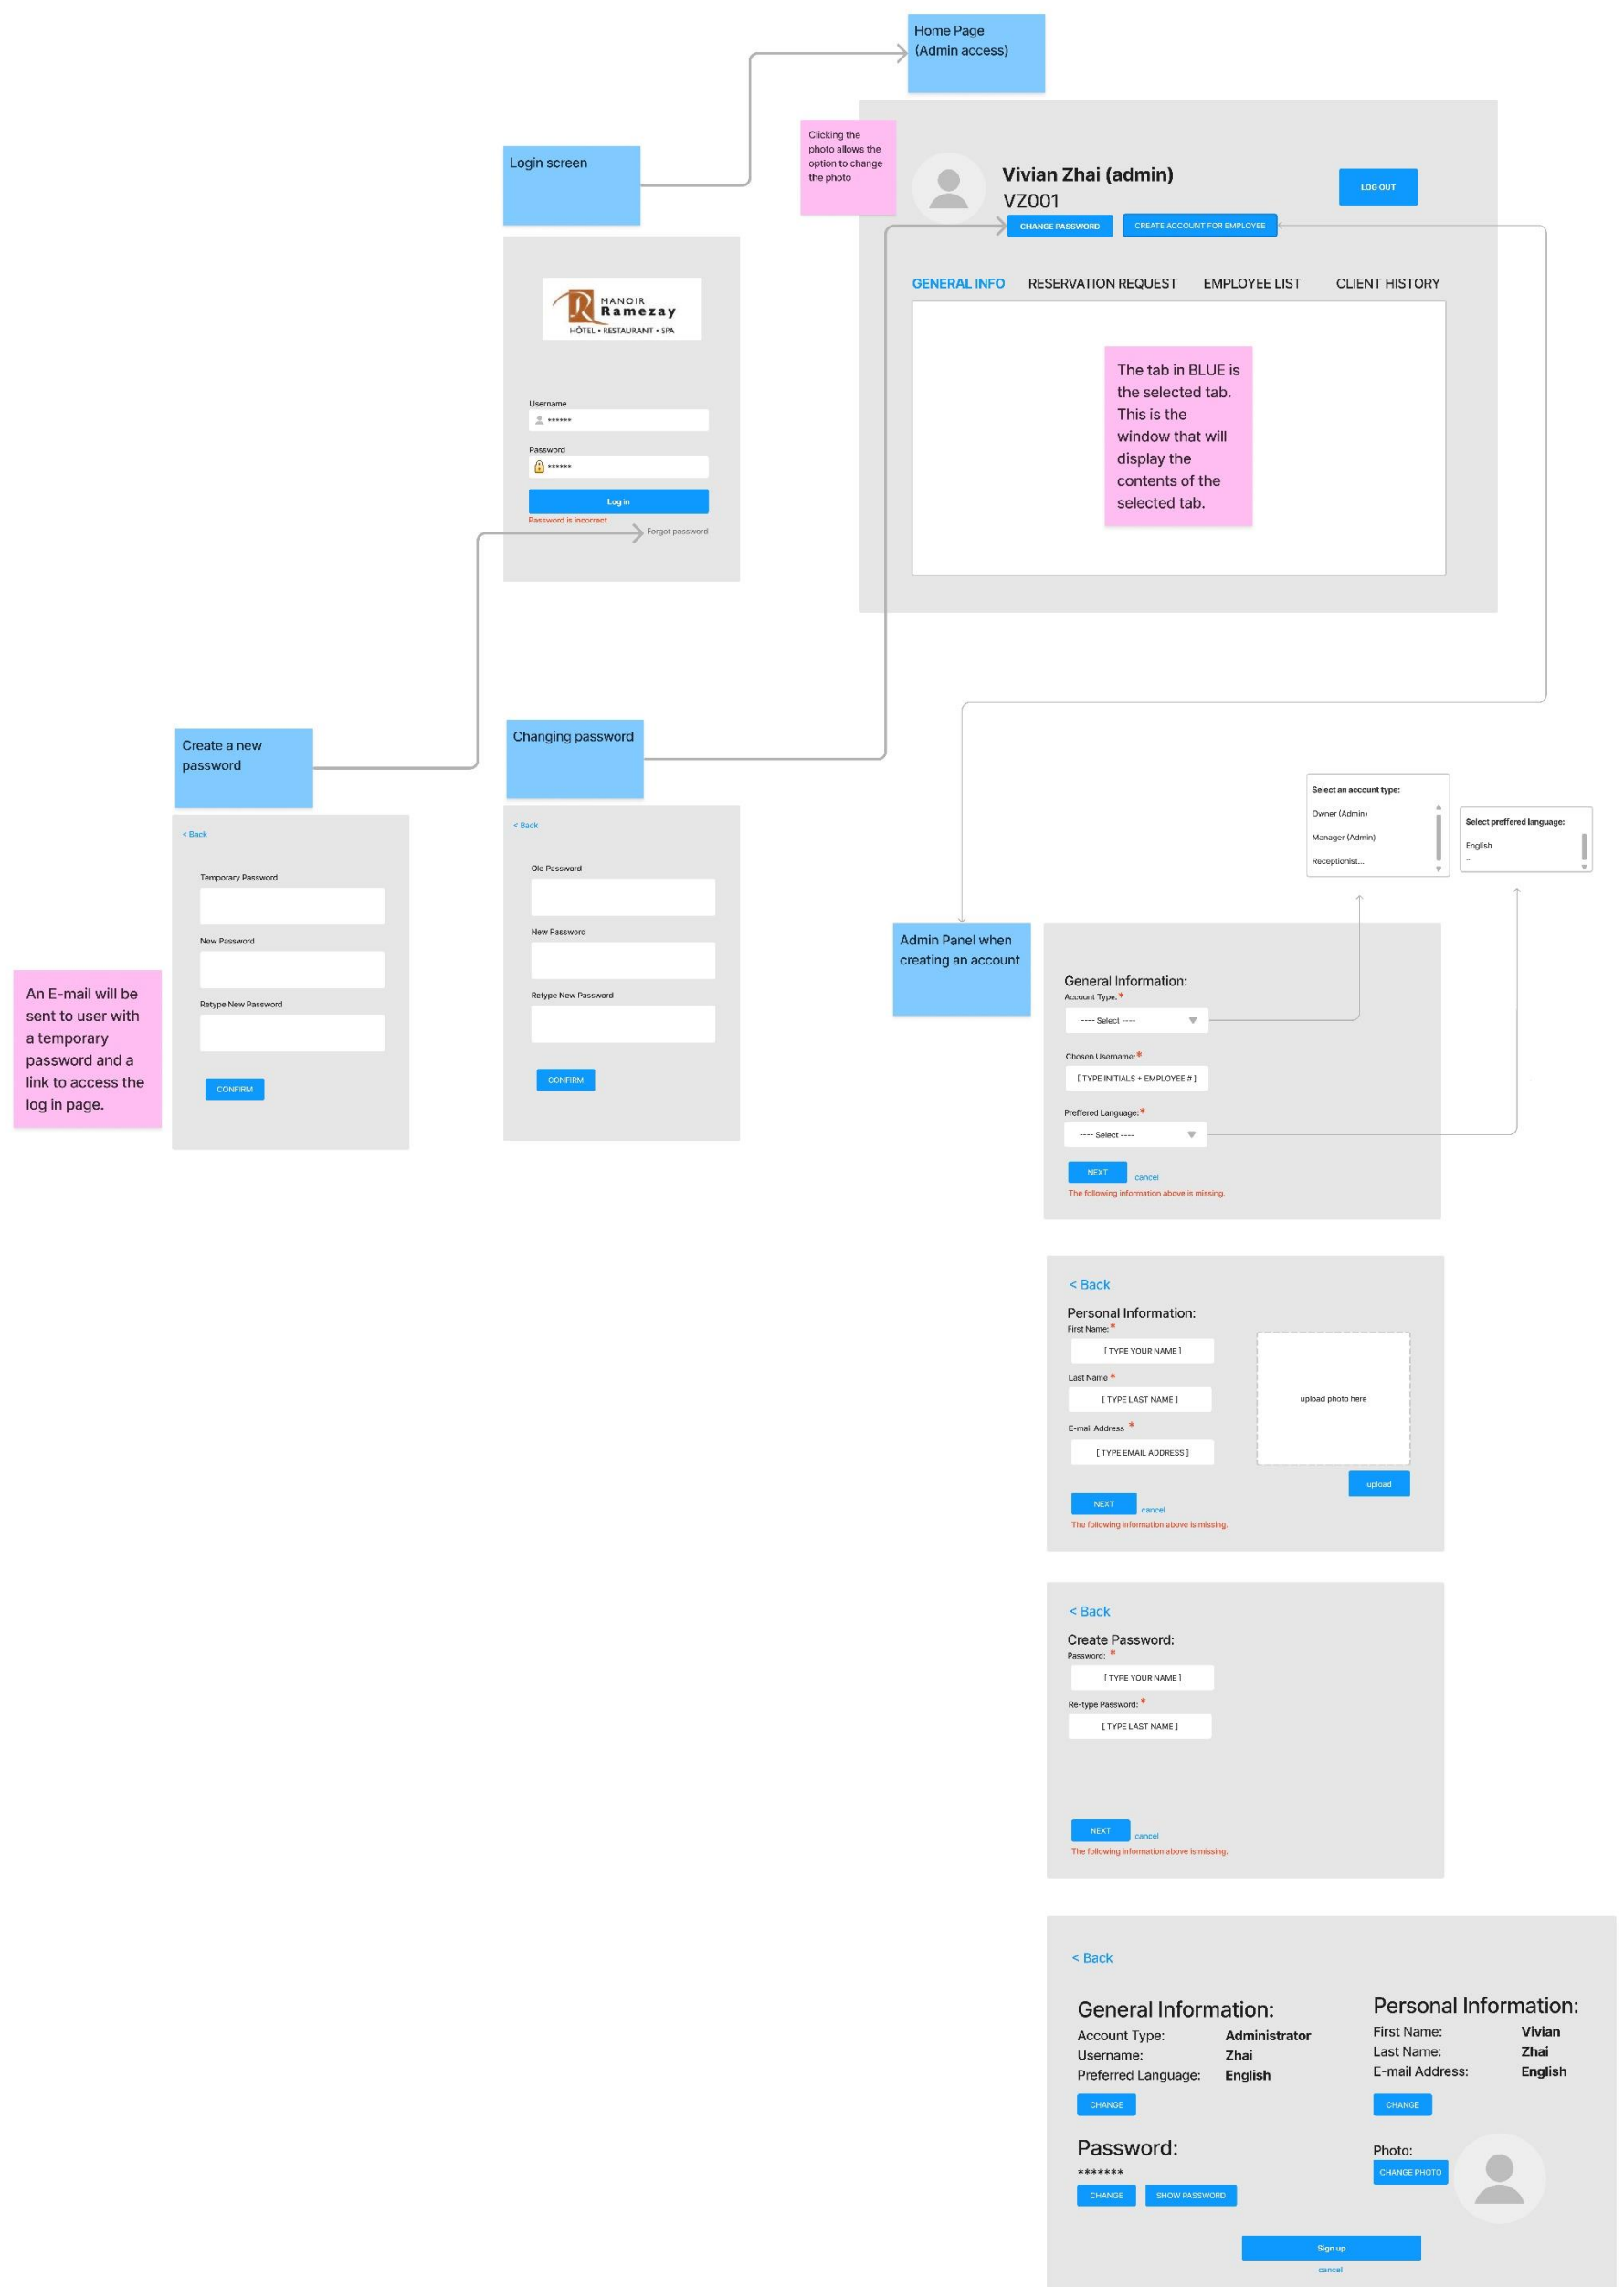 Home Page
(Admin access)
Clicking the
photo allows the
option to change
the photo
Vivian Zhai (admin)
VZ001
LOG OUT
CHANGE PASSWORD
CREATE ACCOUNT FOR EMPLOYEE
GENERAL INFO
RESERVATION REQUEST
EMPLOYEE LIST
CLIENT HISTORY
The tab in BLUE is
the selected tab.
This is the
window that will
display the
contents of the
selected tab.
Login screen
R
MANOIR
Ramezay
HÔTEL • RESTAURANT • SPA
Username
******
Password
******
Log in
Password is incorrect
Forgot password
Create a new
password
< Back
Temporary Password
New Password
Retype New Password
CONFIRM
An E-mail will be
sent to user with
a temporary
password and a
link to access the
log in page.
Changing password
< Back
Old Password
New Password
Retype New Password
CONFIRM
Select an account type:
Owner (Admin)
Manager (Admin)
Receptionist...
Select preffered language:
English
...
Admin Panel when
creating an account
General Information:
Account Type:*
---- Select ----
Chosen Username:*
[ TYPE INITIALS + EMPLOYEE # ]
Preffered Language:*
---- Select ----
NEXT
cancel
The following information above is missing.
< Back
Personal Information:
First Name:*
[ TYPE YOUR NAME ]
Last Name *
[ TYPE LAST NAME ]
E-mail Address *
[ TYPE EMAIL ADDRESS ]
upload photo here
upload
NEXT
cancel
The following information above is missing.
< Back
Create Password:
Password: *
[ TYPE YOUR NAME ]
Re-type Password: *
[ TYPE LAST NAME ]
NEXT
cancel
The following information above is missing.
< Back
General Information:
Account Type: Administrator
Username: Zhai
Preferred Language: English
CHANGE
Personal Information:
First Name: Vivian
Last Name: Zhai
E-mail Address: English
CHANGE
Password:
*******
CHANGE
SHOW PASSWORD
Photo:
CHANGE PHOTO
Sign up
cancel